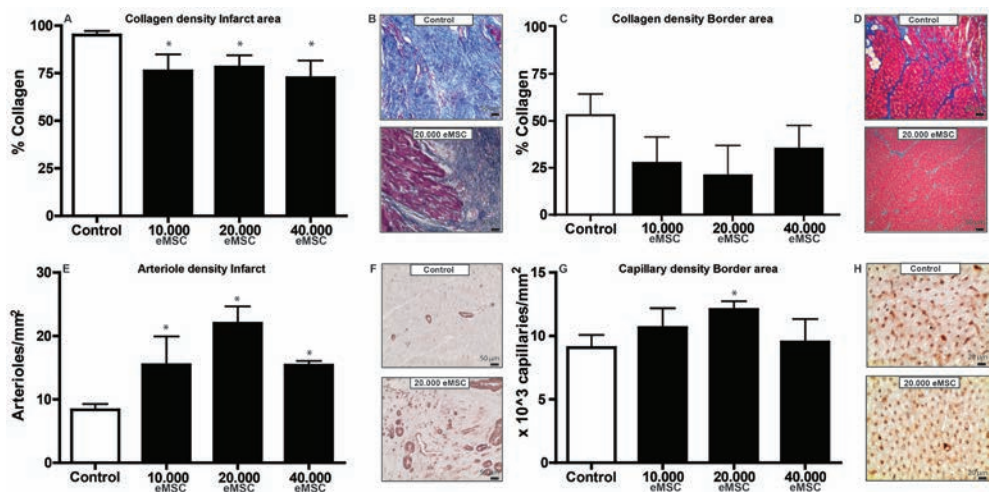 A Collagen density Infarct area
% Collagen
100
75
50
25
0
Control
10.000
eMSC
20.000
eMSC
40.000
eMSC
*
*
*
B
Control
20.000 eMSC
C Collagen density Border area
% Collagen
100
75
50
25
0
Control
10.000
eMSC
20.000
eMSC
40.000
eMSC
D
Control
20.000 eMSC
E Arteriole density Infarct
Arterioles/mm²
30
20
10
0
Control
10.000
eMSC
20.000
eMSC
40.000
eMSC
*
*
*
F
Control
50 µm
20.000 eMSC
50 µm
G Capillary density Border area
x 10^3 capillaries/mm²
15
10
5
0
Control
10.000
eMSC
20.000
eMSC
40.000
eMSC
*
H
Control
20 µm
20.000 eMSC
20 µm